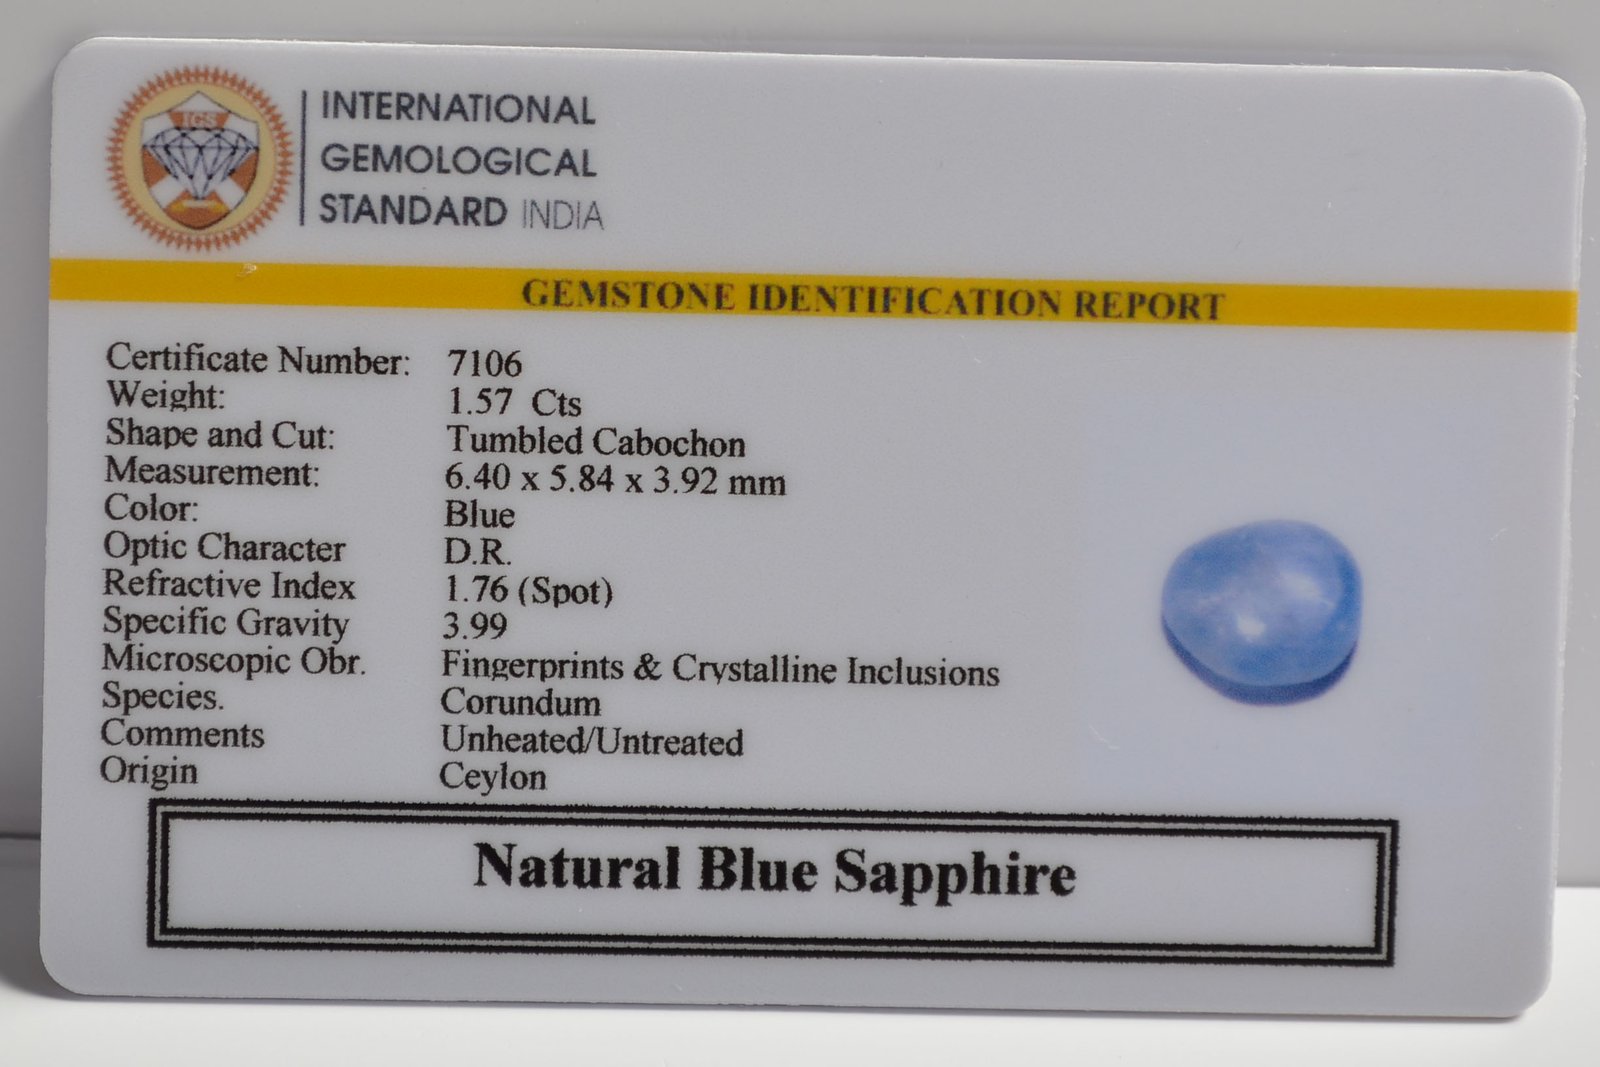 IGS
INTERNATIONAL
GEMOLOGICAL
STANDARD INDIA
GEMSTONE IDENTIFICATION REPORT
Certificate Number: 7106
Weight: 1.57 Cts
Shape and Cut: Tumbled Cabochon
Measurement: 6.40 x 5.84 x 3.92 mm
Color: Blue
Optic Character D.R.
Refractive Index 1.76 (Spot)
Specific Gravity 3.99
Microscopic Obr. Fingerprints & Crystalline Inclusions
Species. Corundum
Comments Unheated/Untreated
Origin Ceylon
Natural Blue Sapphire